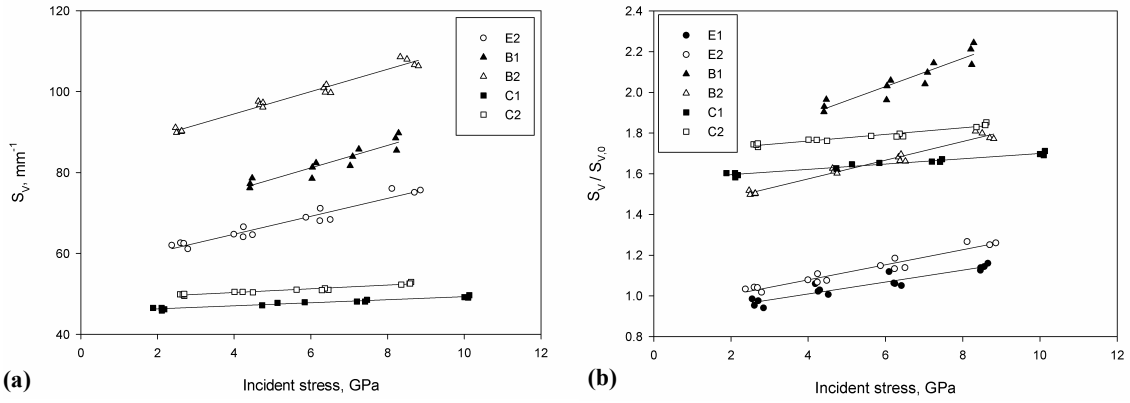 120
100
80
60
40
S_V, mm⁻¹
0
2
4
6
8
10
12
Incident stress, GPa
E2
B1
B2
C1
C2
(a)
2.4
2.2
2.0
1.8
1.6
1.4
1.2
1.0
0.8
S_V / S_V,0
0
2
4
6
8
10
12
Incident stress, GPa
E1
E2
B1
B2
C1
C2
(b)